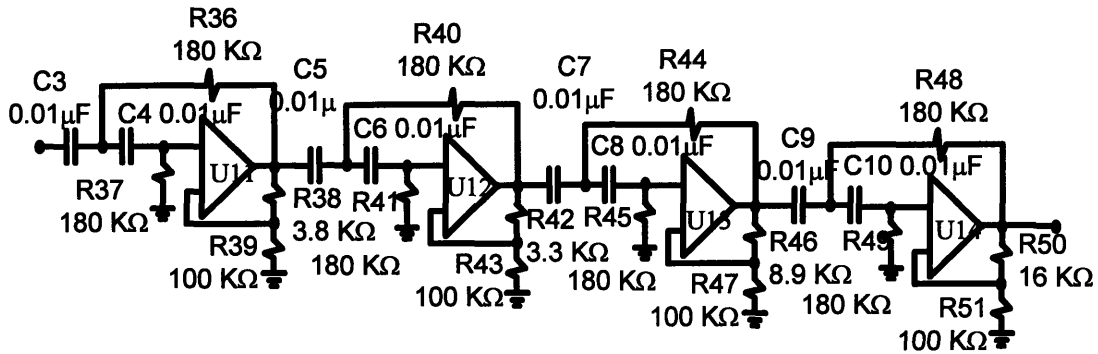 R36
180 KΩ
C3
0.01µF
C4 0.01µF
U11
R37
180 KΩ
R39
100 KΩ
C5
0.01µ
R38
3.8 KΩ
R40
180 KΩ
C6 0.01µF
U12
R41
180 KΩ
R43
100 KΩ
C7
0.01µF
R42
3.3 KΩ
R44
180 KΩ
C8 0.01µF
U13
R45
180 KΩ
R47
100 KΩ
C9
0.01µF
R46
8.9 KΩ
R48
180 KΩ
C10 0.01µF
U14
R49
180 KΩ
R51
100 KΩ
R50
16 KΩ